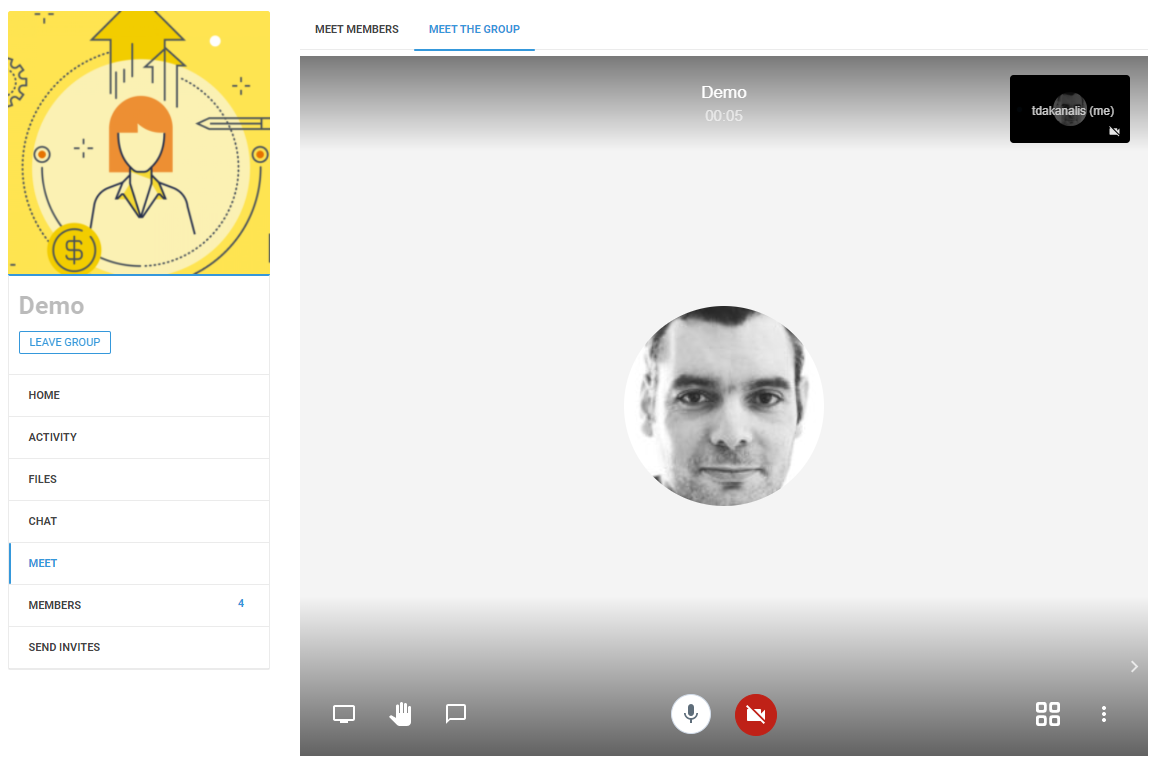 MEET MEMBERS
MEET THE GROUP
Demo
00:05
tdakanalis (me)
$
Demo
LEAVE GROUP
HOME
ACTIVITY
FILES
CHAT
MEET
MEMBERS 4
SEND INVITES